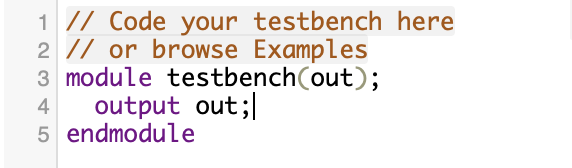 1 // Code your testbench here
2 // or browse Examples
3 module testbench(out);
4   output out;
5 endmodule